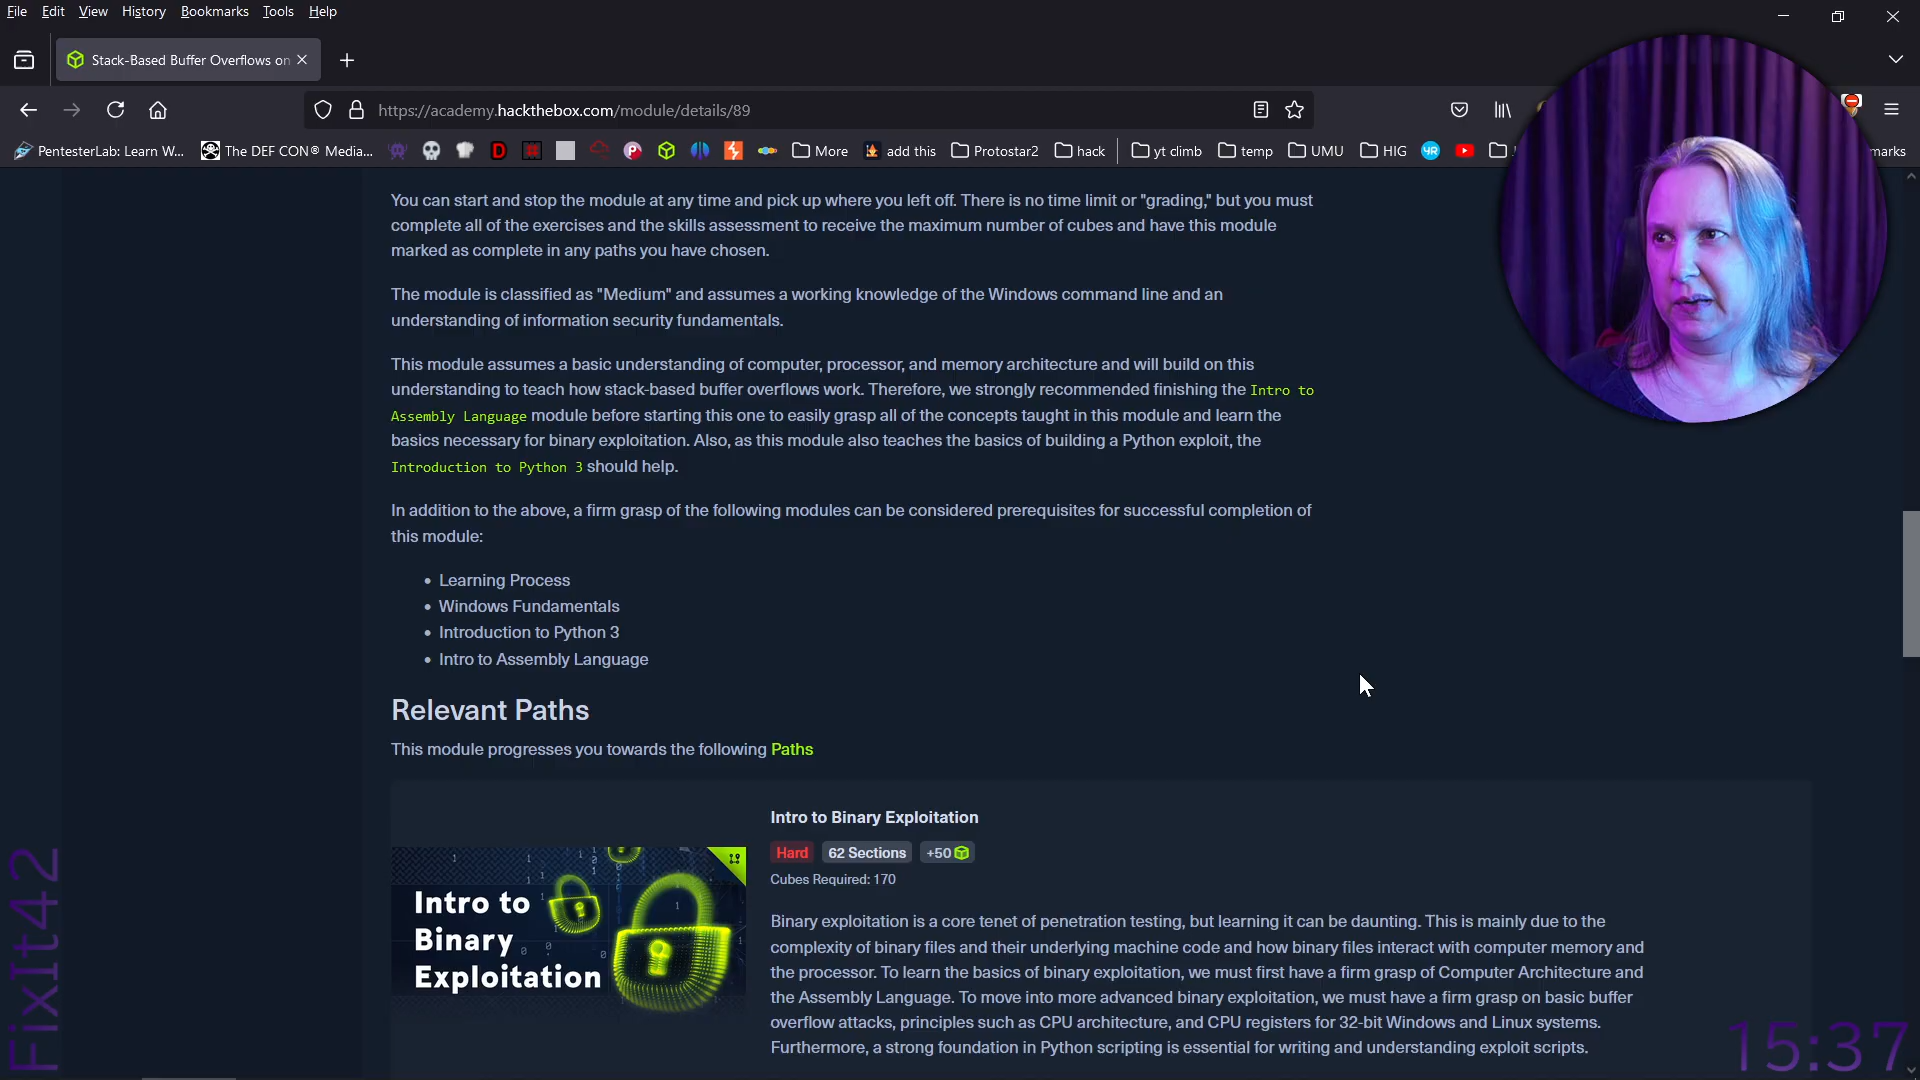 File Edit View History Bookmarks Tools Help
Stack-Based Buffer Overflows on
https://academy.hackthebox.com/module/details/89
PentesterLab: Learn W... The DEF CON® Media... More add this Protostar2 hack yt climb temp UMU HIG marks
You can start and stop the module at any time and pick up where you left off. There is no time limit or "grading," but you must
complete all of the exercises and the skills assessment to receive the maximum number of cubes and have this module
marked as complete in any paths you have chosen.
The module is classified as "Medium" and assumes a working knowledge of the Windows command line and an
understanding of information security fundamentals.
This module assumes a basic understanding of computer, processor, and memory architecture and will build on this
understanding to teach how stack-based buffer overflows work. Therefore, we strongly recommended finishing the Intro to
Assembly Language module before starting this one to easily grasp all of the concepts taught in this module and learn the
basics necessary for binary exploitation. Also, as this module also teaches the basics of building a Python exploit, the
Introduction to Python 3 should help.
In addition to the above, a firm grasp of the following modules can be considered prerequisites for successful completion of
this module:
• Learning Process
• Windows Fundamentals
• Introduction to Python 3
• Intro to Assembly Language
Relevant Paths
This module progresses you towards the following Paths
Intro to
Binary
Exploitation
Intro to Binary Exploitation
Hard 62 Sections +50
Cubes Required: 170
Binary exploitation is a core tenet of penetration testing, but learning it can be daunting. This is mainly due to the
complexity of binary files and their underlying machine code and how binary files interact with computer memory and
the processor. To learn the basics of binary exploitation, we must first have a firm grasp of Computer Architecture and
the Assembly Language. To move into more advanced binary exploitation, we must have a firm grasp on basic buffer
overflow attacks, principles such as CPU architecture, and CPU registers for 32-bit Windows and Linux systems.
Furthermore, a strong foundation in Python scripting is essential for writing and understanding exploit scripts.
FixIt42
15:37